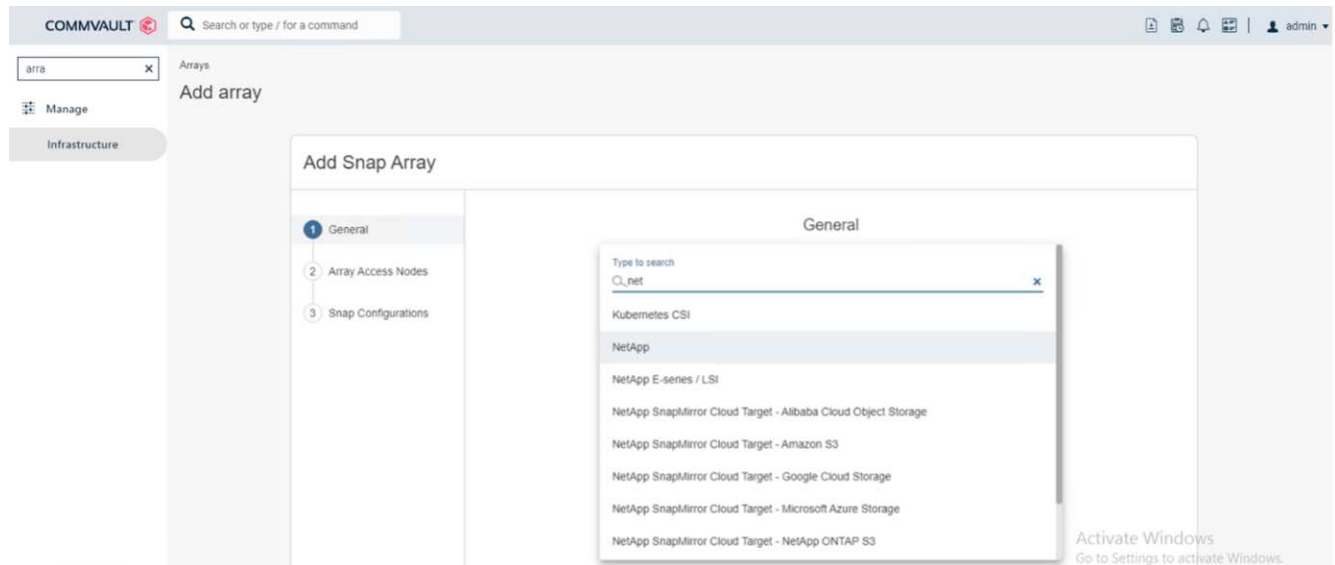 COMMVAULT
Search or type / for a command
admin
arra
Manage
Infrastructure
Arrays
Add array
Add Snap Array
1 General
2 Array Access Nodes
3 Snap Configurations
General
Type to search
net
Kubernetes CSI
NetApp
NetApp E-series / LSI
NetApp SnapMirror Cloud Target - Alibaba Cloud Object Storage
NetApp SnapMirror Cloud Target - Amazon S3
NetApp SnapMirror Cloud Target - Google Cloud Storage
NetApp SnapMirror Cloud Target - Microsoft Azure Storage
NetApp SnapMirror Cloud Target - NetApp ONTAP S3
Activate Windows
Go to Settings to activate Windows.